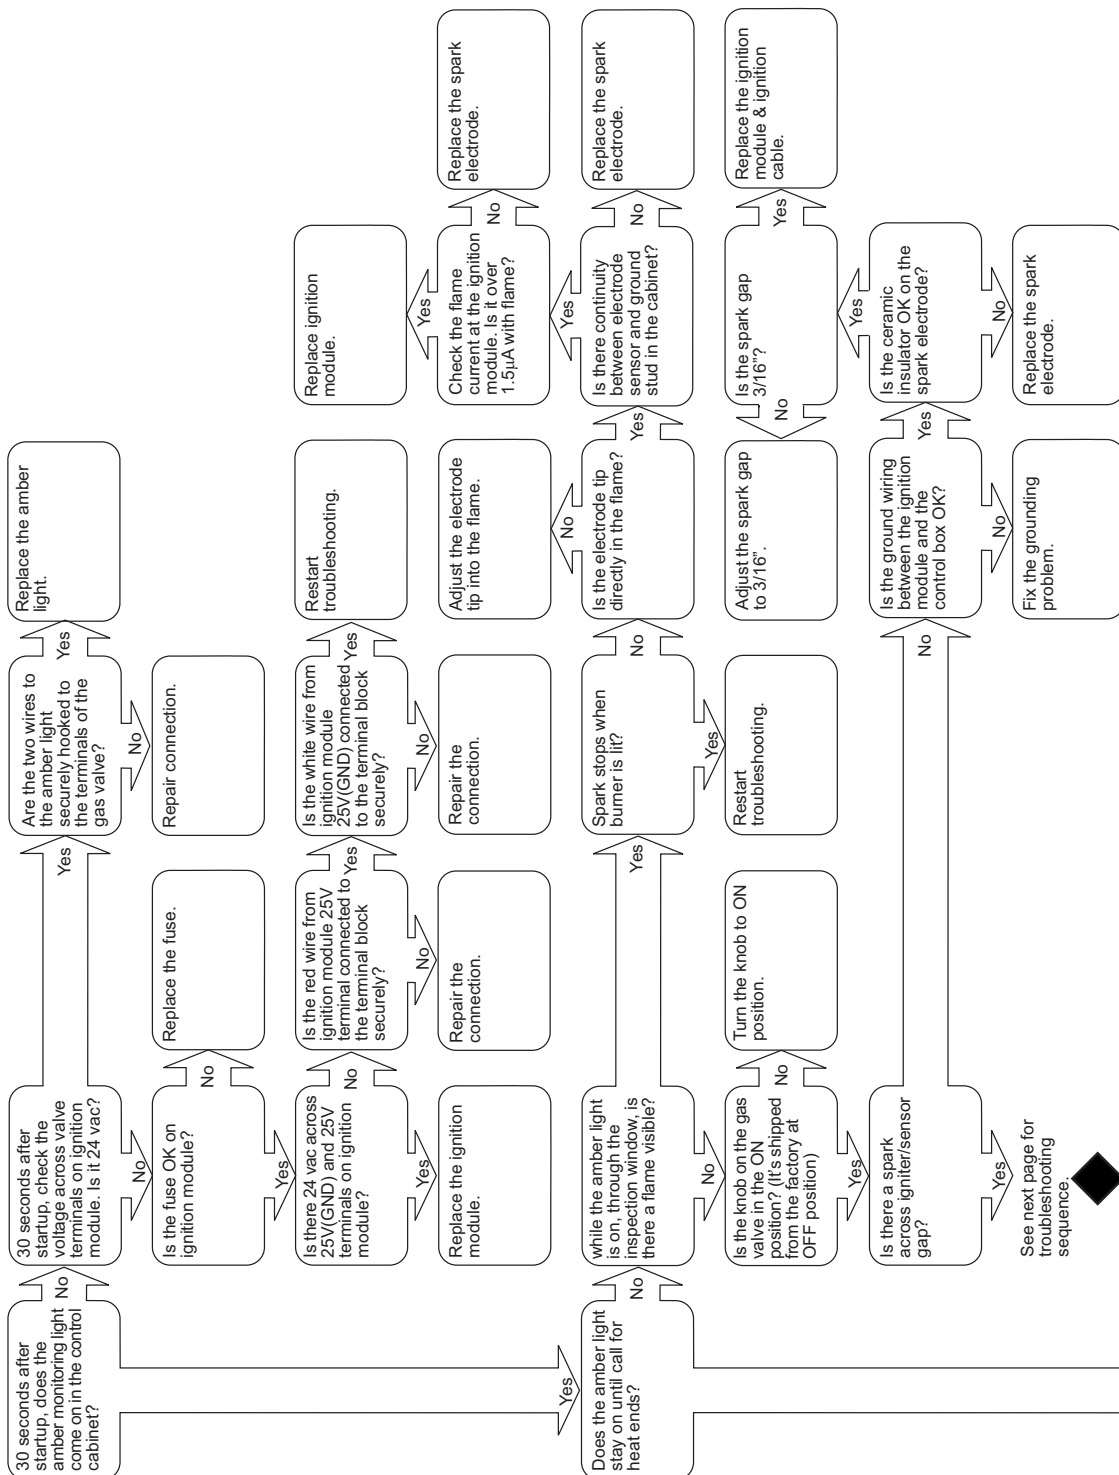 30 seconds after
startup, does the
amber monitoring light
come on in the control
cabinet?
No
30 seconds after
startup, check the
voltage across valve
terminals on ignition
module. Is it 24 vac?
Yes
Are the two wires to
the amber light
securely hooked to
the terminals of the
gas valve?
Yes
Replace the amber
light.
No
Repair connection.
No
Is the fuse OK on
ignition module?
No
Replace the fuse.
Yes
Is there 24 vac across
25V(GND) and 25V
terminals on ignition
module?
No
Is the red wire from
ignition module 25V
terminal connected to
the terminal block
securely?
Yes
Is the white wire from
ignition module
25V(GND) connected
to the terminal block
securely?
Yes
Restart
troubleshooting.
Yes
Replace the ignition
module.
No
Repair the
connection.
No
Repair the
connection.
Yes
Does the amber light
stay on until call for
heat ends?
No
while the amber light
is on, through the
inspection window, is
there a flame visible?
Yes
Spark stops when
burner is lit?
No
Is the electrode tip
directly in the flame?
No
Adjust the electrode
tip into the flame.
Yes
Is there continuity
between electrode
sensor and ground
stud in the cabinet?
No
Replace the spark
electrode.
Yes
Check the flame
current at the ignition
module. Is it over
1.5µA with flame?
No
Replace the spark
electrode.
Yes
Replace ignition
module.
Yes
Restart
troubleshooting.
No
Is the knob on the gas
valve in the ON
position? (It's shipped
from the factory at
OFF position)
No
Turn the knob to ON
position.
Yes
Is there a spark
across igniter/sensor
gap?
No
Is the ground wiring
between the ignition
module and the
control box OK?
Yes
Is the ceramic
insulator OK on the
spark electrode?
Yes
Is the spark gap
3/16"?
Yes
Replace the ignition
module & ignition
cable.
No
Adjust the spark gap
to 3/16".
No
Fix the grounding
problem.
No
Replace the spark
electrode.
Yes
See next page for
troubleshooting
sequence.